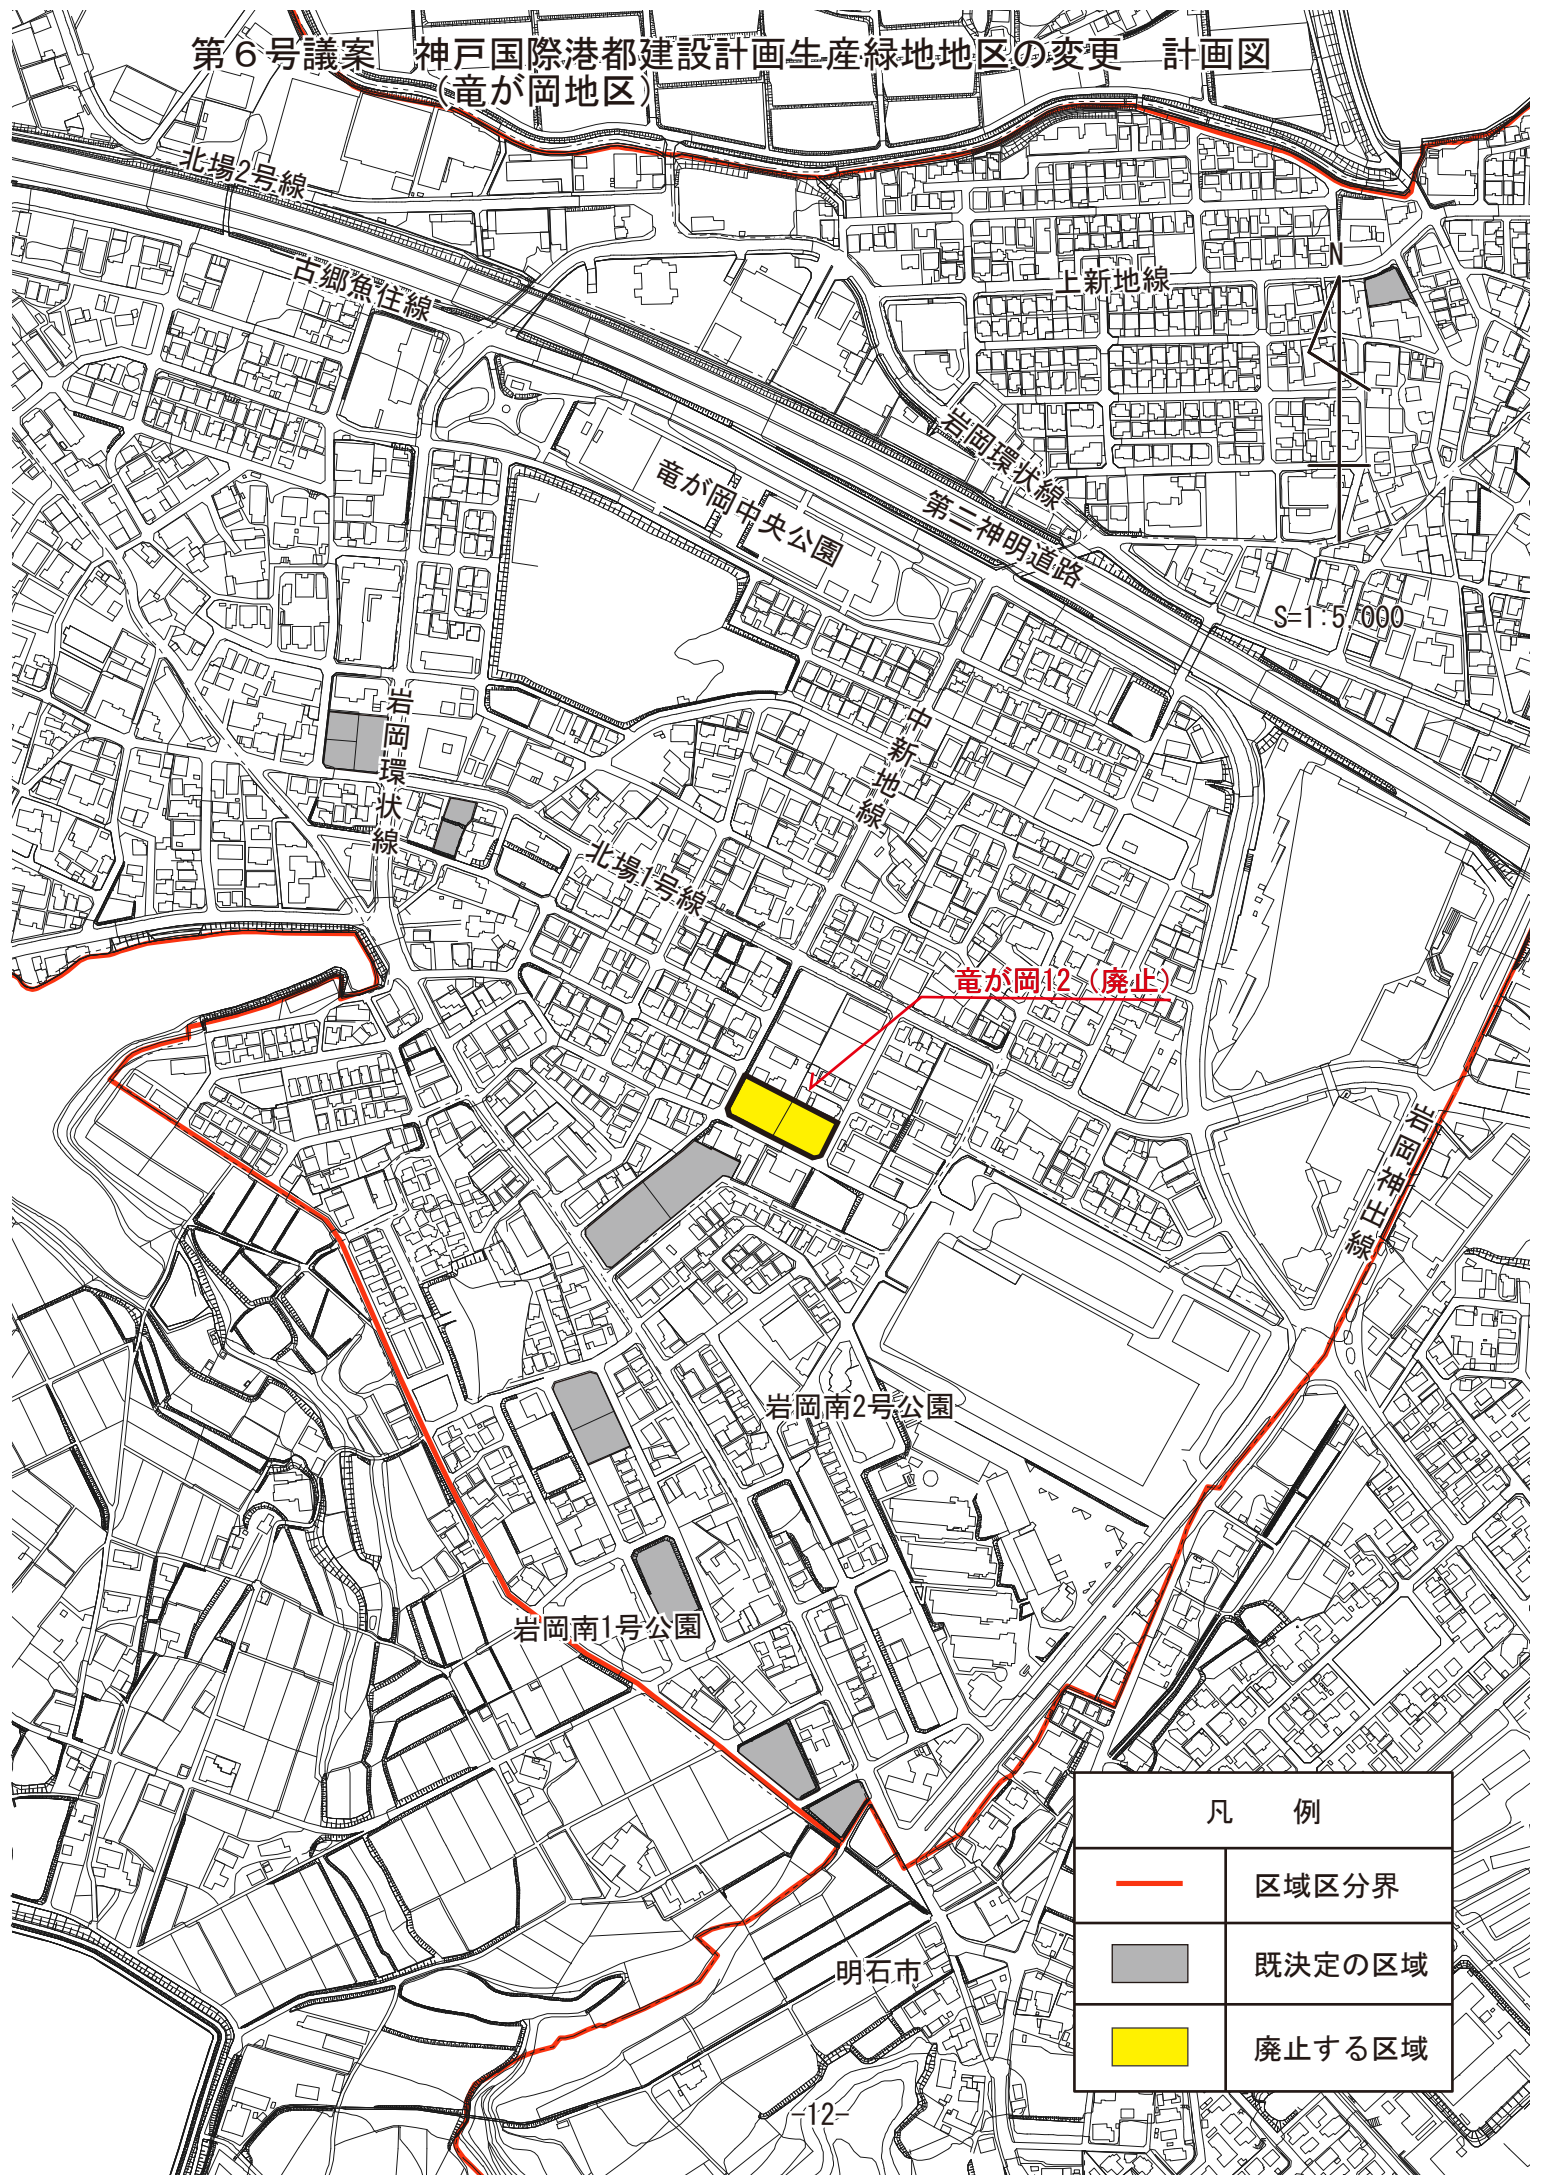 第６号議案　神戸国際港都建設計画生産緑地地区の変更　計画図
（竜が岡地区）
北場2号線
古郷魚住線
上新地線
N
岩岡環状線
竜が岡中央公園
第二神明道路
S=1:5,000
岩岡環状線
中新地線
北場1号線
竜が岡12（廃止）
岩岡神出線
岩岡南2号公園
岩岡南1号公園
明石市
凡　例
区域区分界
既決定の区域
廃止する区域
-12-